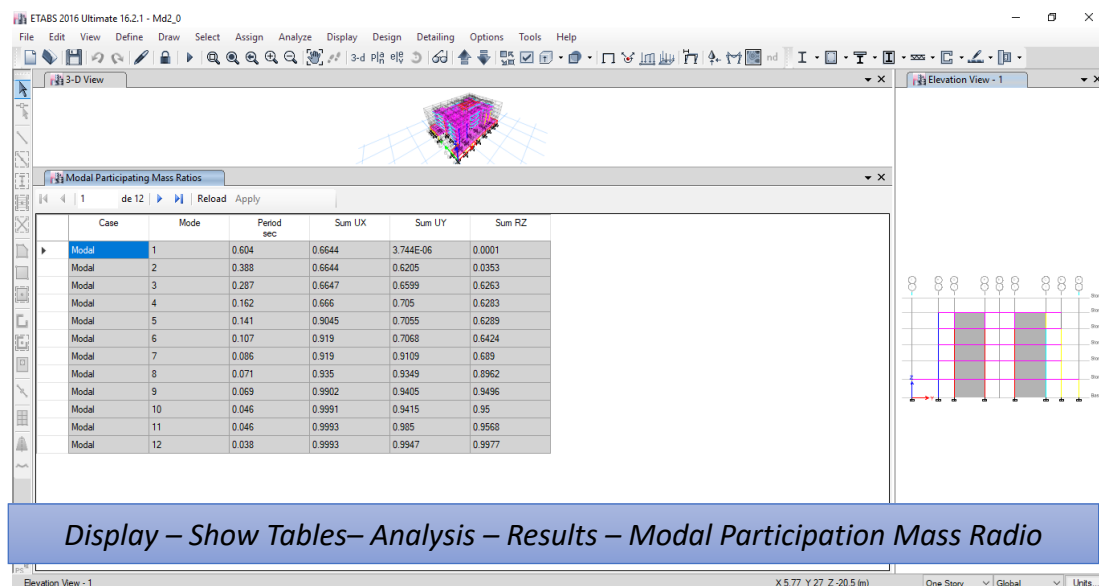 ETABS 2016 Ultimate 16.2.1 - Md2_0
File Edit View Define Draw Select Assign Analyze Display Design Detailing Options Tools Help
3-d
nd
3-D View
Elevation View - 1
Modal Participating Mass Ratios
1 de 12 Reload Apply
Case Mode Period sec Sum UX Sum UY Sum RZ
Modal 1 0.604 0.6644 3.744E-06 0.0001
Modal 2 0.388 0.6644 0.6205 0.0353
Modal 3 0.287 0.6647 0.6599 0.6263
Modal 4 0.162 0.666 0.705 0.6283
Modal 5 0.141 0.9045 0.7055 0.6289
Modal 6 0.107 0.919 0.7068 0.6424
Modal 7 0.086 0.919 0.9109 0.689
Modal 8 0.071 0.935 0.9349 0.8962
Modal 9 0.069 0.9902 0.9405 0.9496
Modal 10 0.046 0.9991 0.9415 0.95
Modal 11 0.046 0.9993 0.985 0.9568
Modal 12 0.038 0.9993 0.9947 0.9977
Display – Show Tables– Analysis – Results – Modal Participation Mass Radio
Elevation View - 1 X 5.77 Y 27 Z -20.5 (m) One Story Global Units...